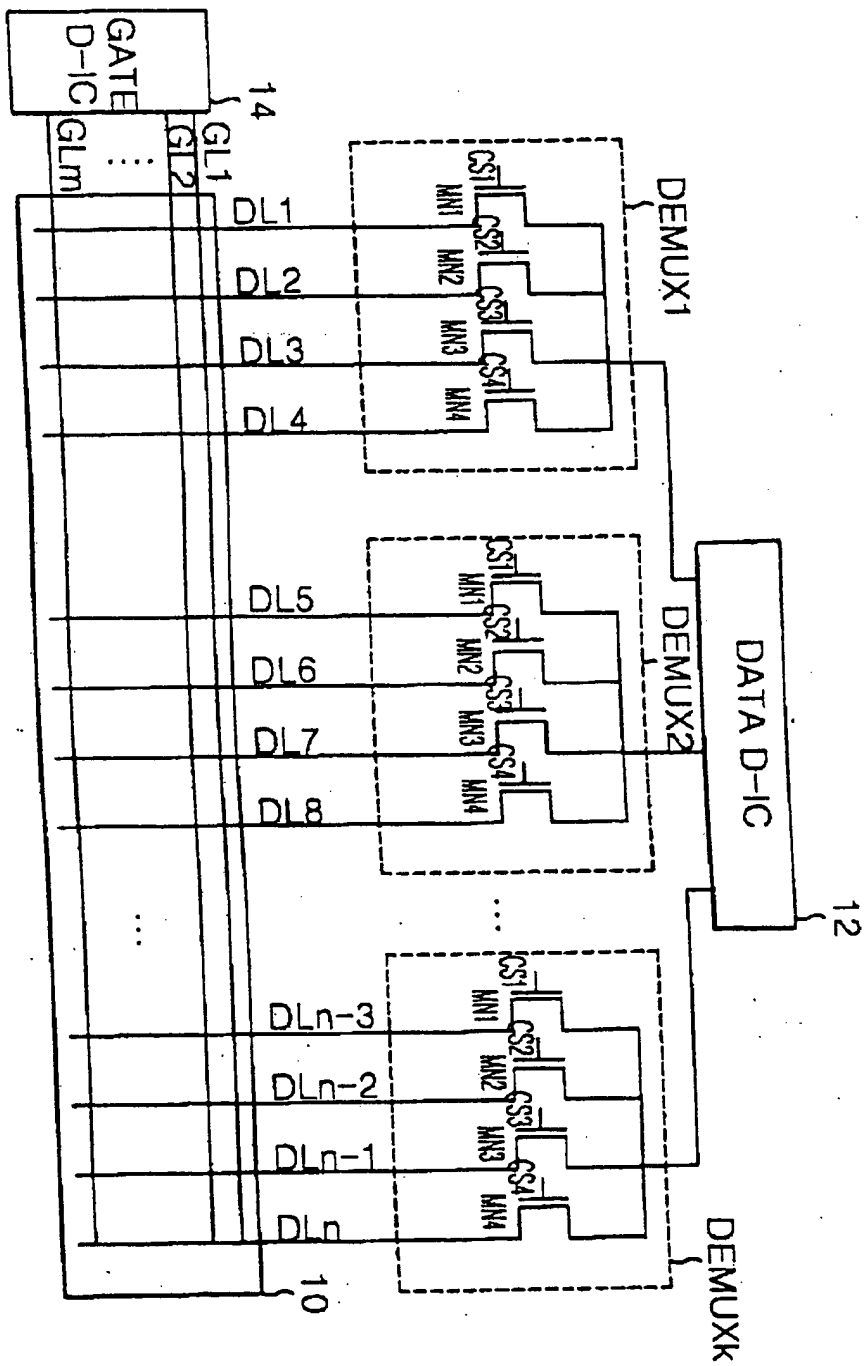 DATA D-IC
12
DEMUX1
DEMUX2
DEMUXk
CS1
MN1
CS2
MN2
CS3
MN3
CS4
MN4
CS1
MN1
CS2
MN2
CS3
MN3
CS4
MN4
...
CS1
MN1
CS2
MN2
CS3
MN3
CS4
MN4
DL1
DL2
DL3
DL4
DL5
DL6
DL7
DL8
DLn-3
DLn-2
DLn-1
DLn
GATE
D-IC
14
GL1
GL2
....
GLm
...
10